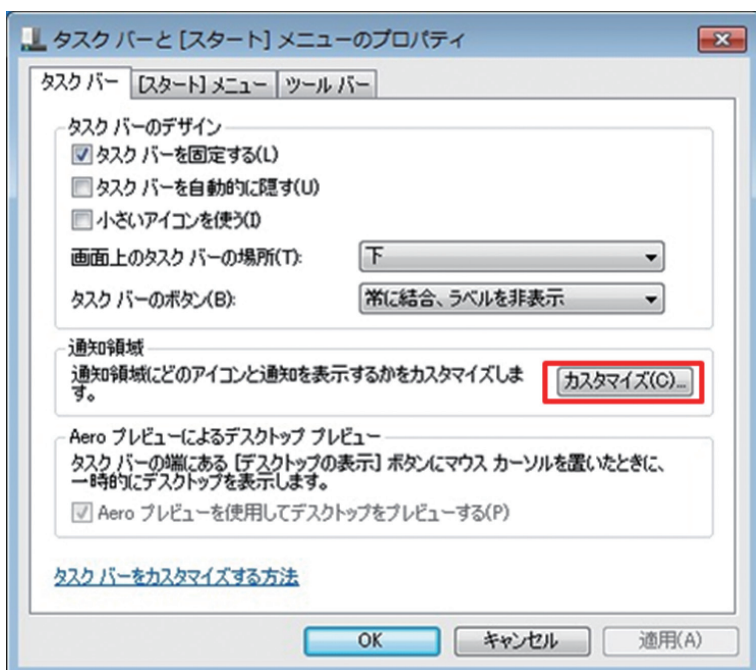 タスク バーと [スタート] メニューのプロパティ
タスク バー [スタート] メニュー ツール バー
タスク バーのデザイン
タスク バーを固定する(L)
タスク バーを自動的に隠す(U)
小さいアイコンを使う(I)
画面上のタスク バーの場所(T): 下
タスク バーのボタン(B): 常に結合、ラベルを非表示
通知領域
通知領域にどのアイコンと通知を表示するかをカスタマイズしま
す。
カスタマイズ(C)...
Aero プレビューによるデスクトップ プレビュー
タスク バーの端にある [デスクトップの表示] ボタンにマウス カーソルを置いたときに、
一時的にデスクトップを表示します。
Aero プレビューを使用してデスクトップをプレビューする(P)
タスク バーをカスタマイズする方法
OK キャンセル 適用(A)